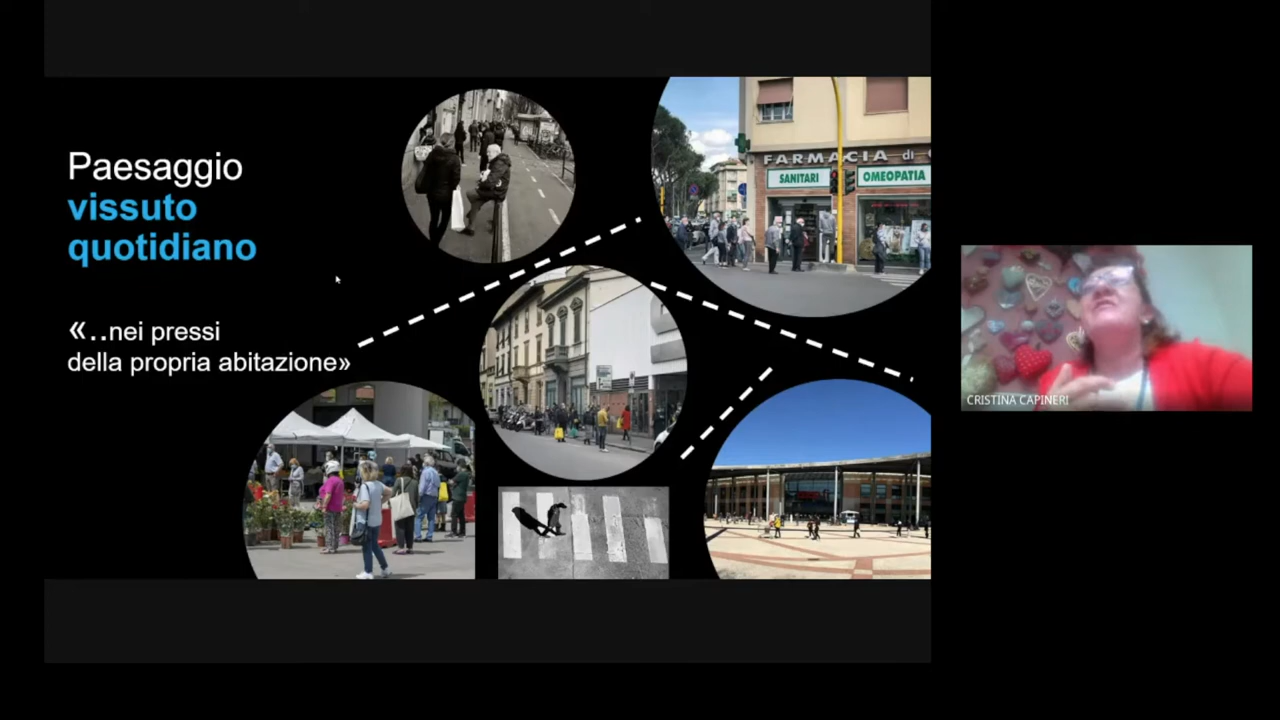 Paesaggio
vissuto
quotidiano
«..nei pressi
della propria abitazione»
FARMACIA di
SANITARI
OMEOPATIA
CRISTINA CAPINERI